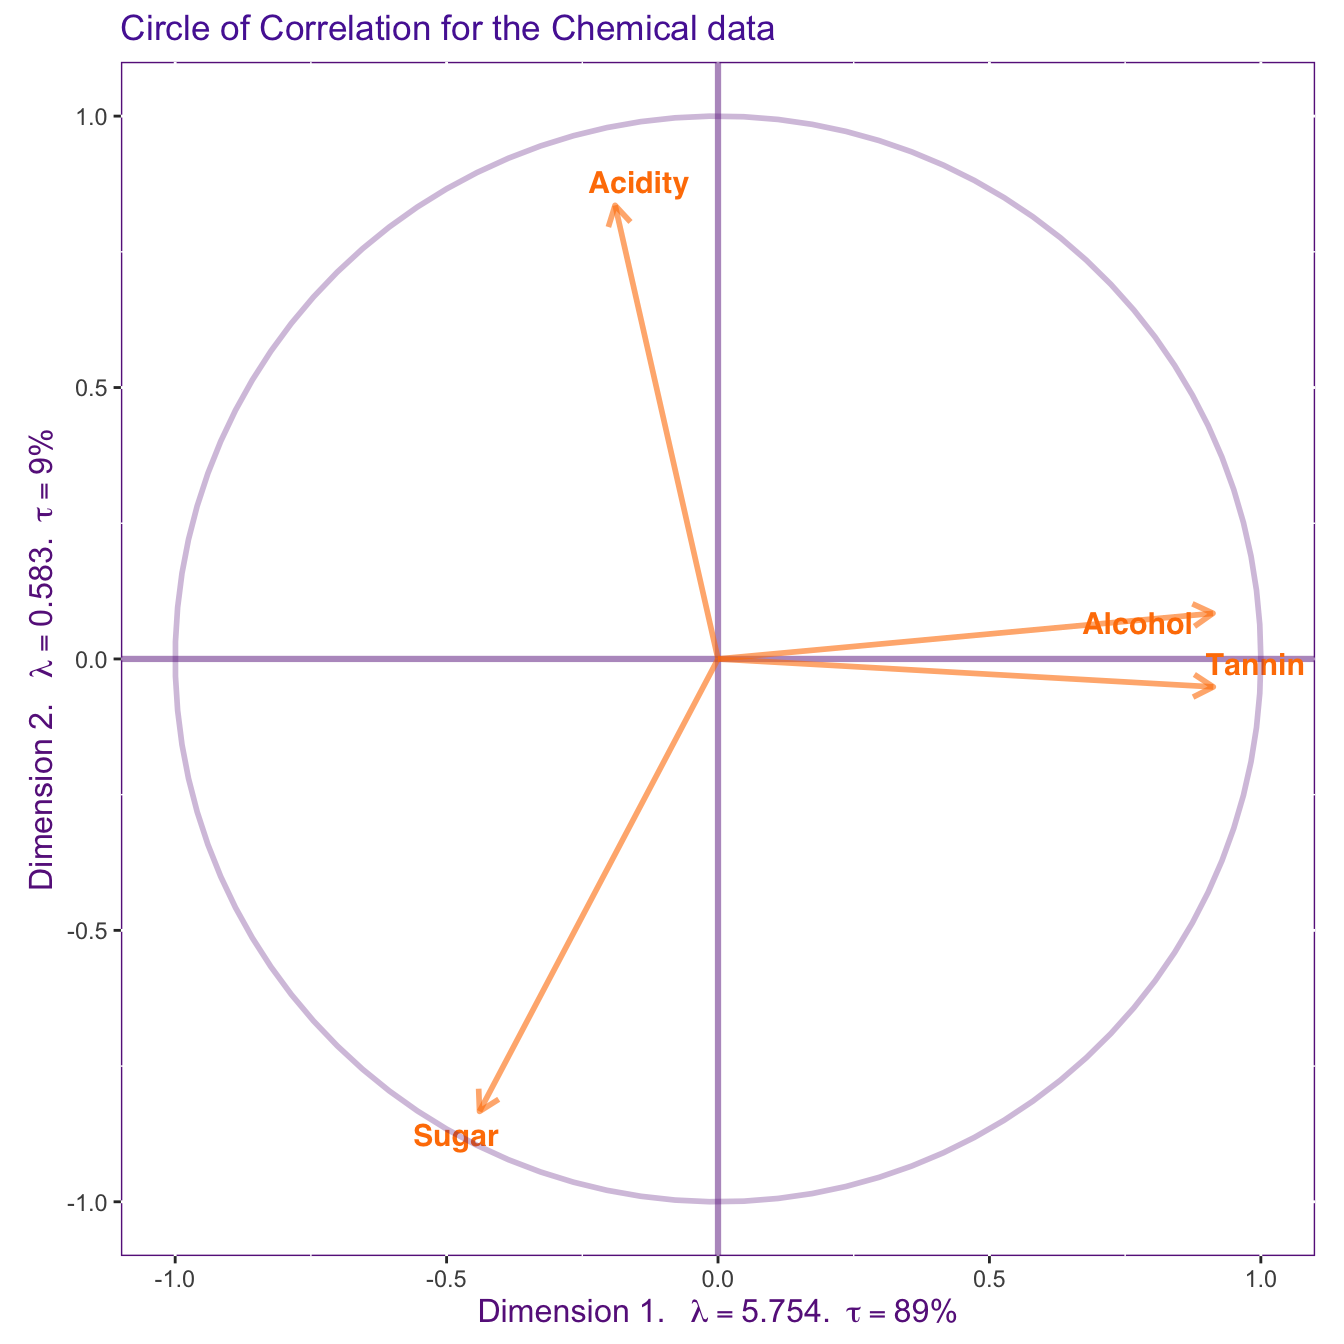 Circle of Correlation for the Chemical data
1.0
0.5
0.0
-0.5
-1.0
Dimension 2. λ = 0.583. τ = 9%
Acidity
Alcohol
Tannin
Sugar
-1.0 -0.5 0.0 0.5 1.0
Dimension 1. λ = 5.754. τ = 89%